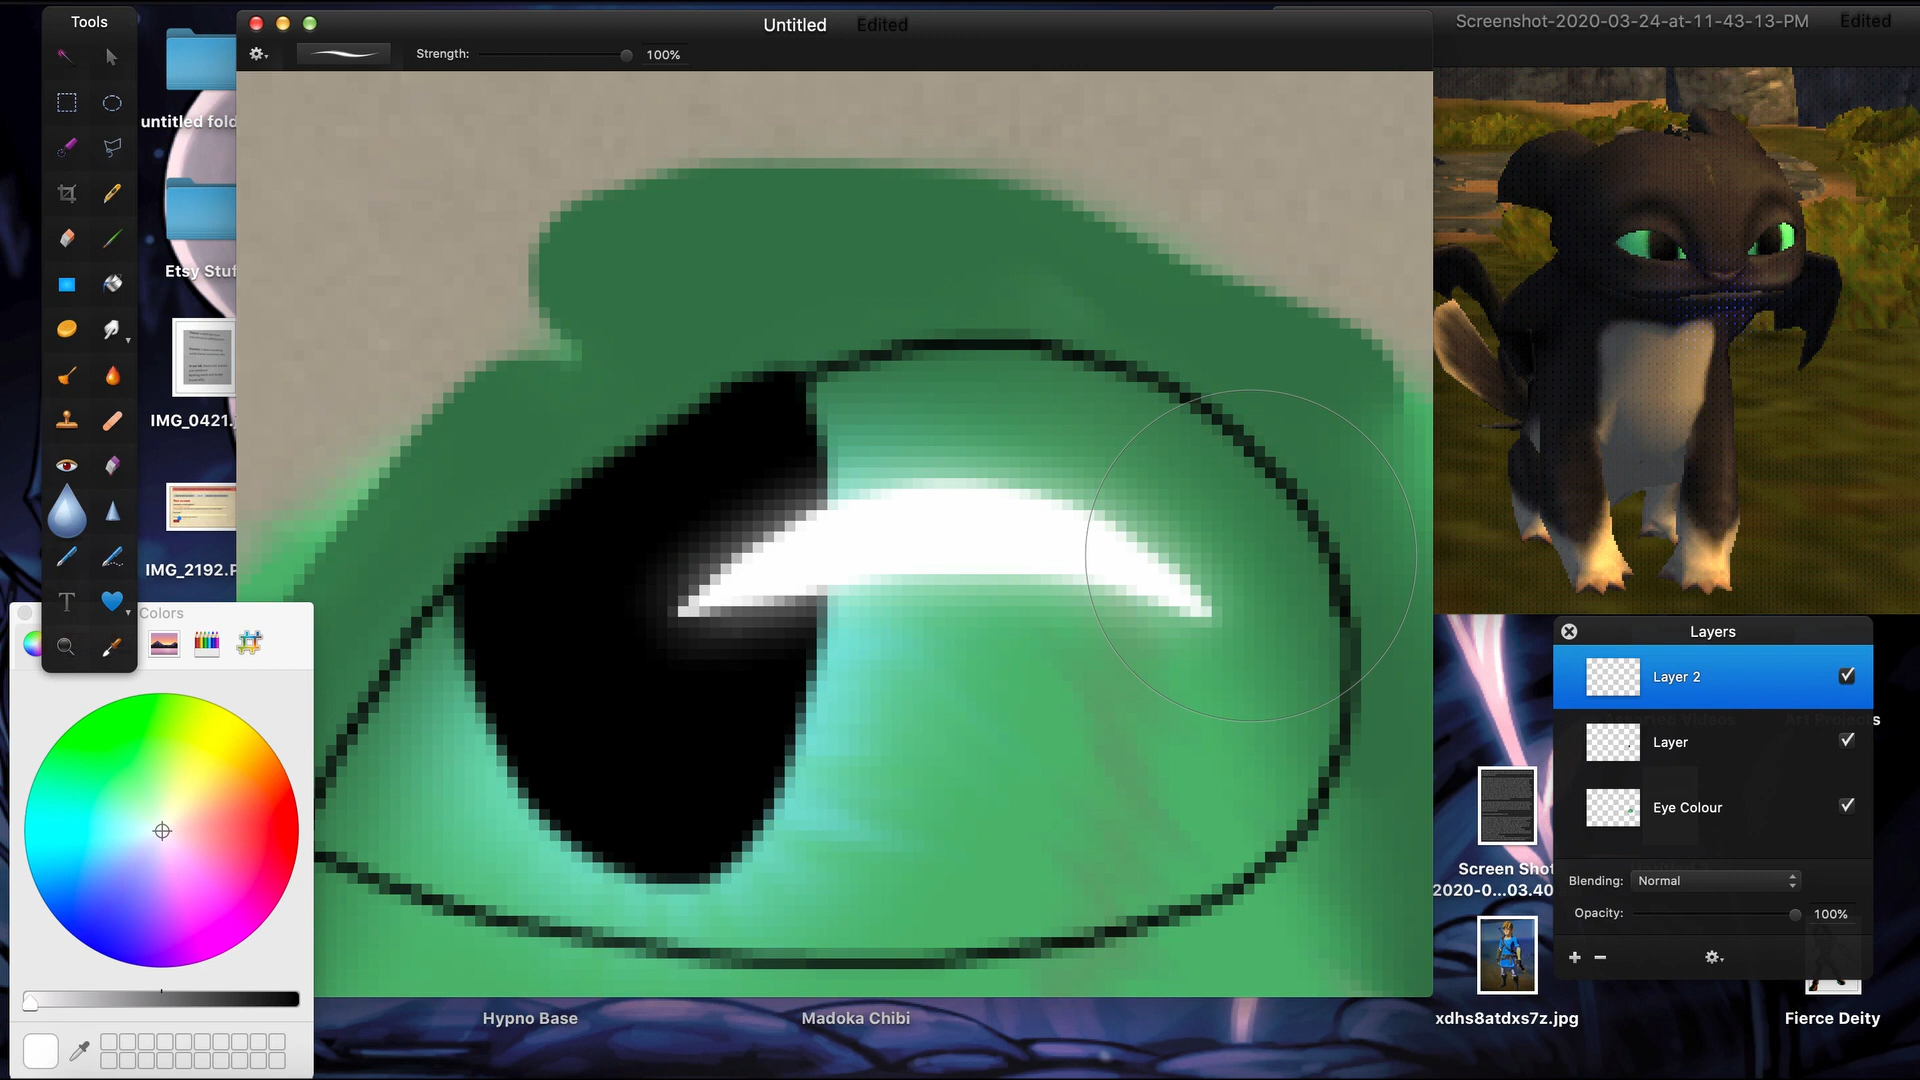 Tools
Untitled
Edited
Screenshot-2020-03-24-at-11-43-13-PM
Edited
Strength:
100%
untitled fold
Etsy Stuf
IMG_0421.
IMG_2192.P
T
Colors
Layers
Layer 2
Layer
Eye Colour
Blending:
Normal
Opacity:
100%
Screen Shot
2020-0...03.40
Hypno Base
Madoka Chibi
xdhs8atdxs7z.jpg
Fierce Deity